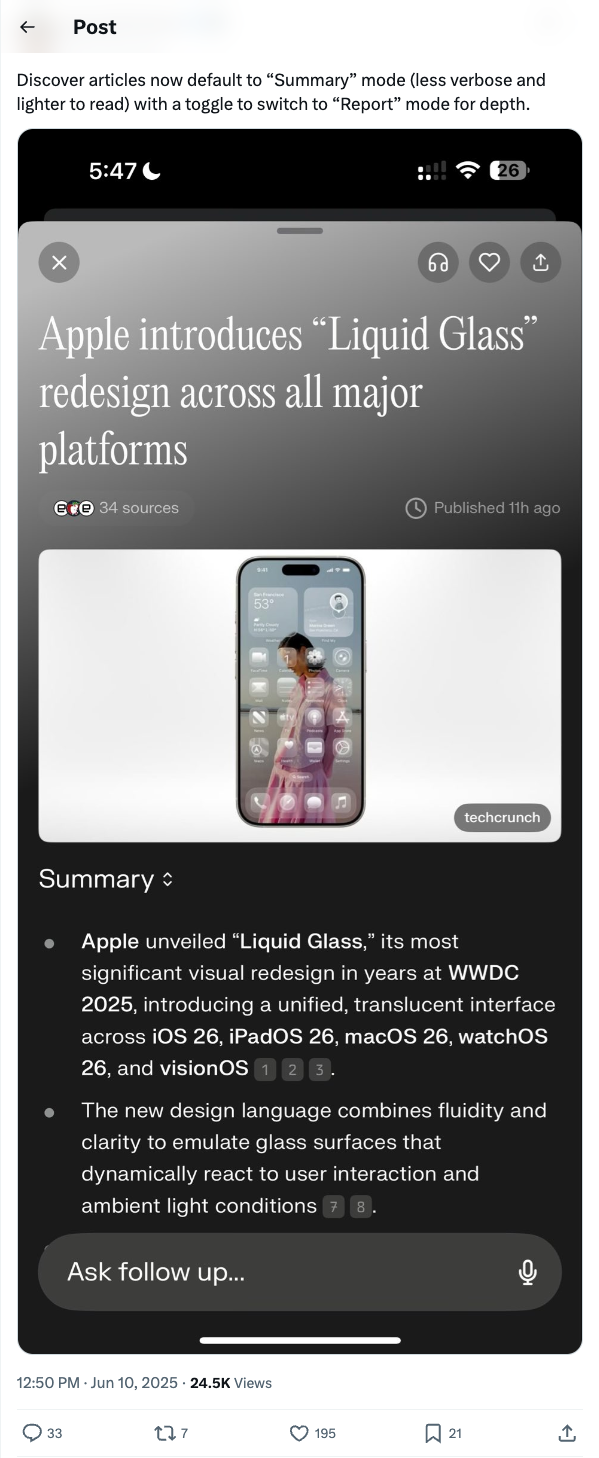 Post
Discover articles now default to “Summary” mode (less verbose and
lighter to read) with a toggle to switch to “Report” mode for depth.
5:47
26
Apple introduces “Liquid Glass”
redesign across all major
platforms
34 sources
Published 11h ago
9:41
53°
techcrunch
Summary
Apple unveiled “Liquid Glass,” its most
significant visual redesign in years at WWDC
2025, introducing a unified, translucent interface
across iOS 26, iPadOS 26, macOS 26, watchOS
26, and visionOS 1 2 3.
The new design language combines fluidity and
clarity to emulate glass surfaces that
dynamically react to user interaction and
ambient light conditions 7 8.
Ask follow up...
12:50 PM · Jun 10, 2025 · 24.5K Views
33
7
195
21